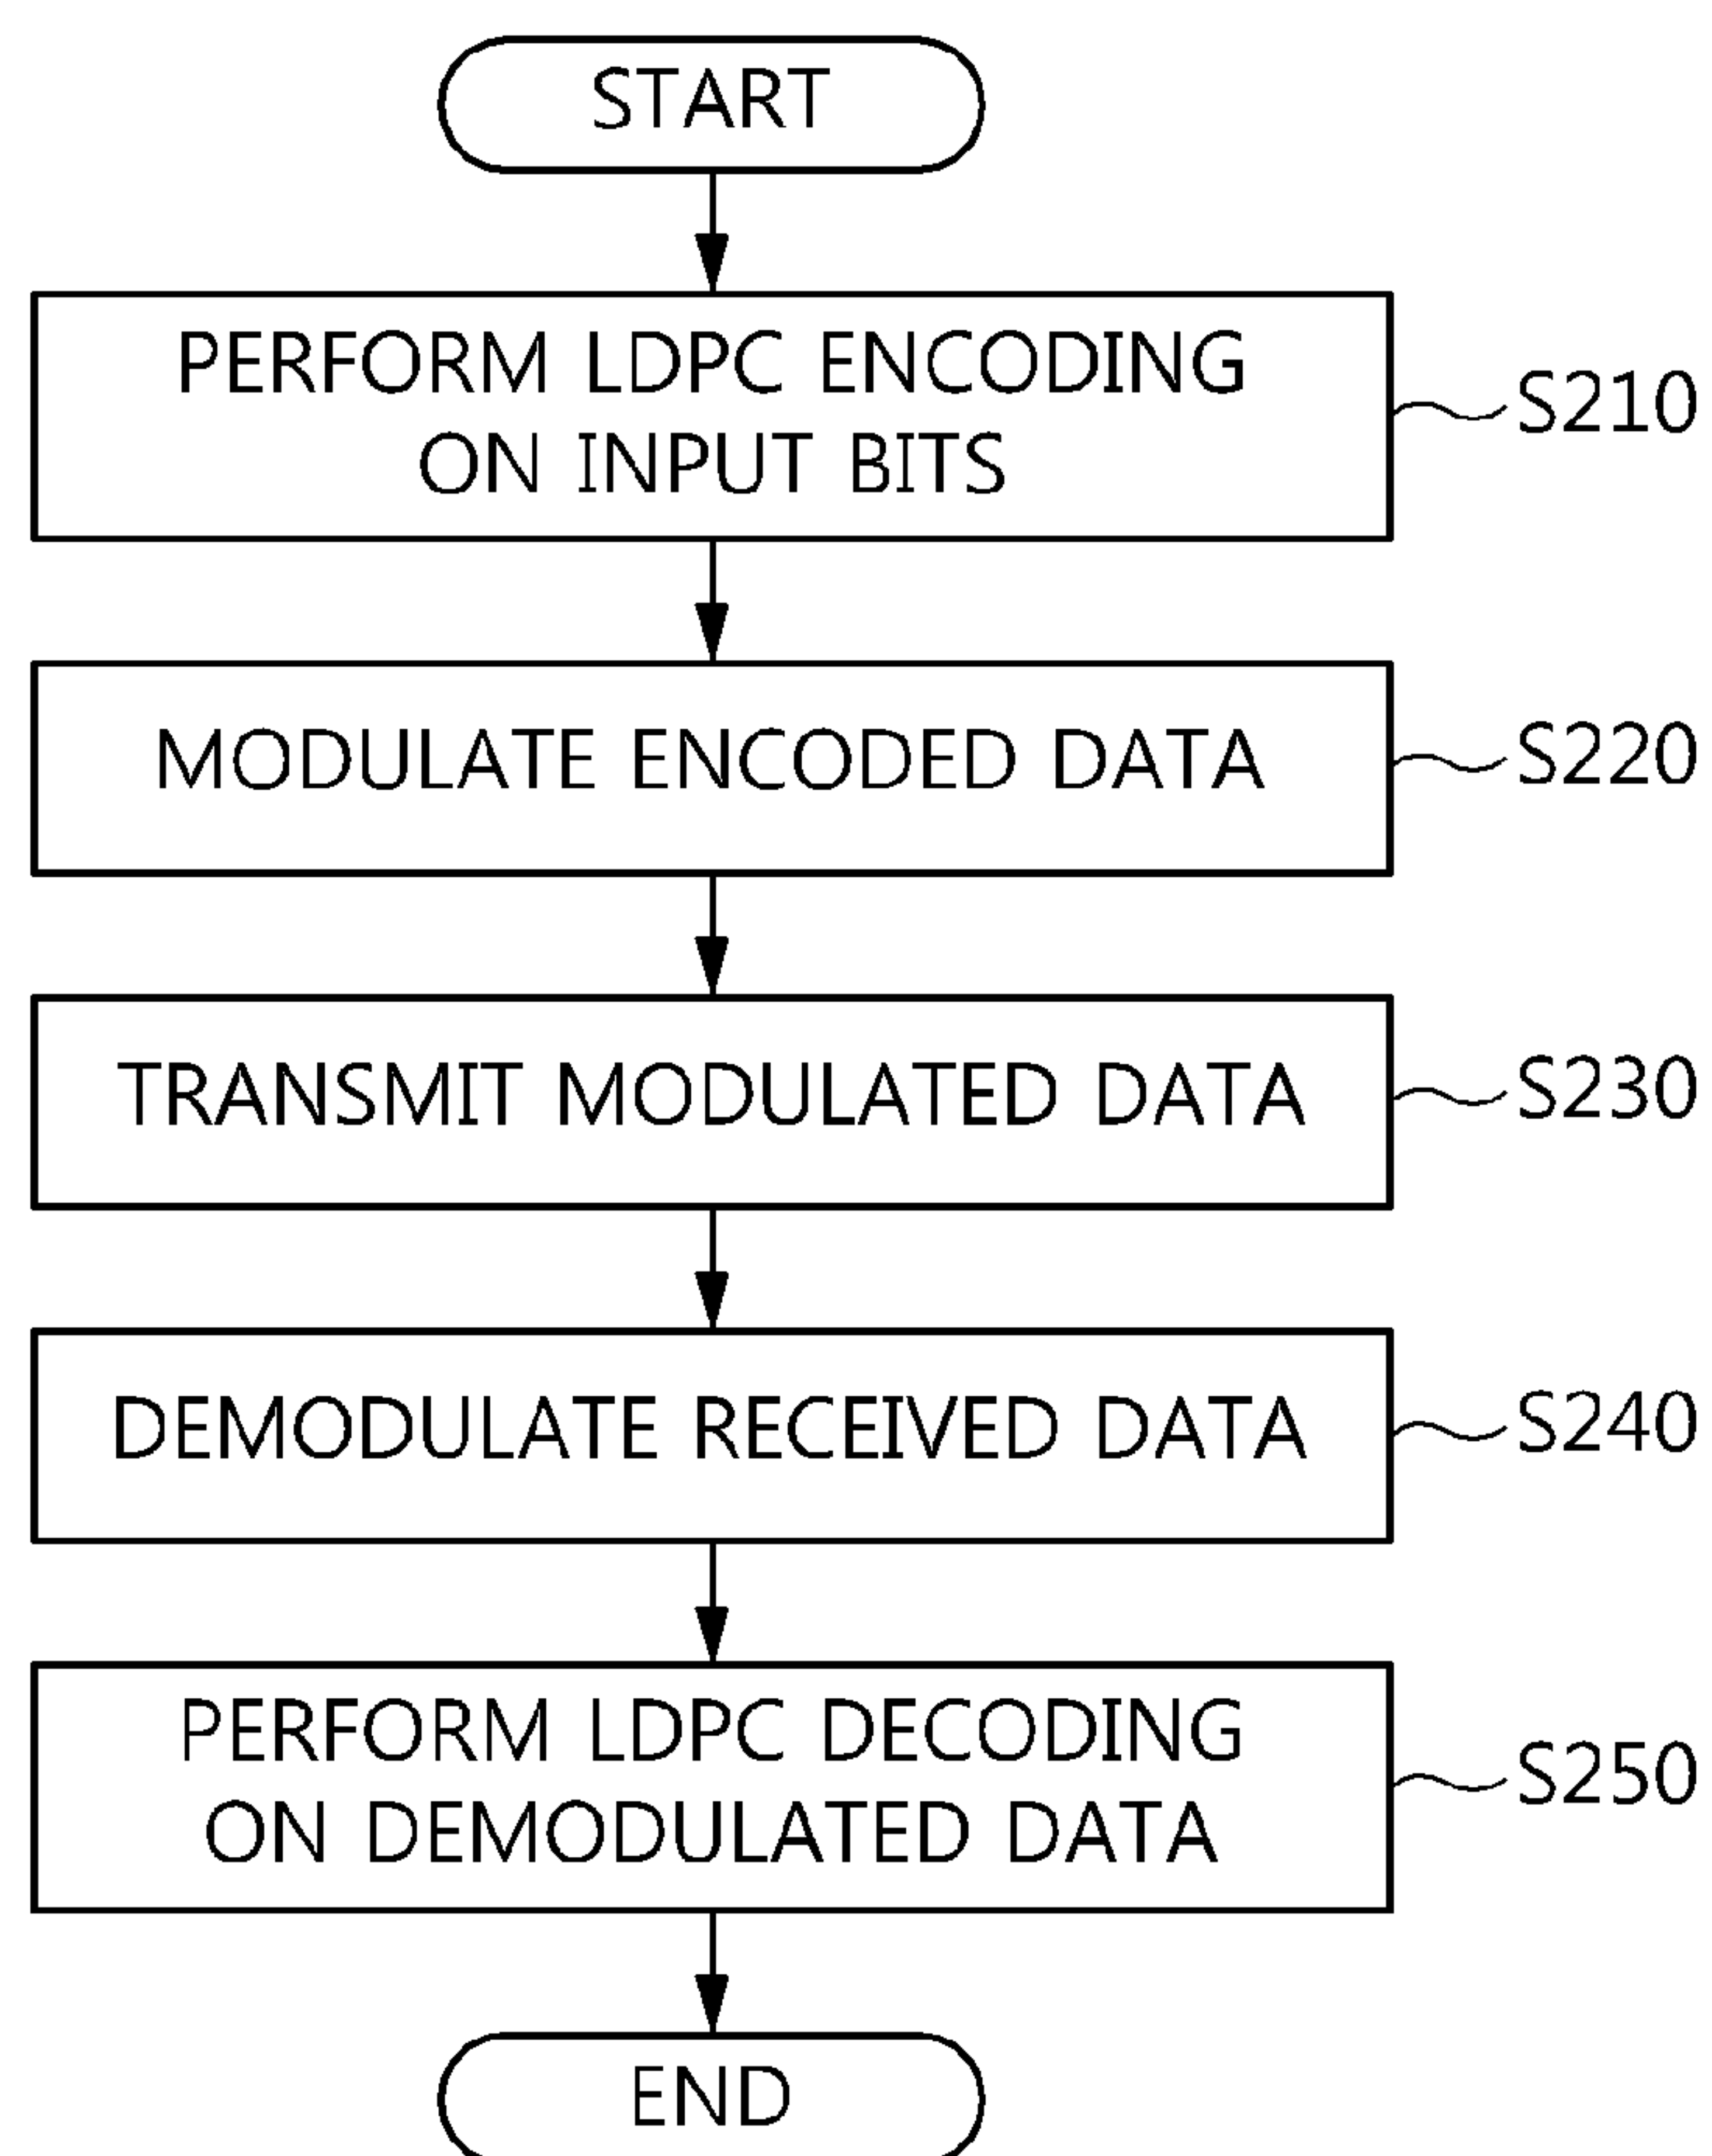 START
PERFORM LDPC ENCODING
ON INPUT BITS
S210
MODULATE ENCODED DATA
S220
TRANSMIT MODULATED DATA
S230
DEMODULATE RECEIVED DATA
S240
PERFORM LDPC DECODING
ON DEMODULATED DATA
S250
END